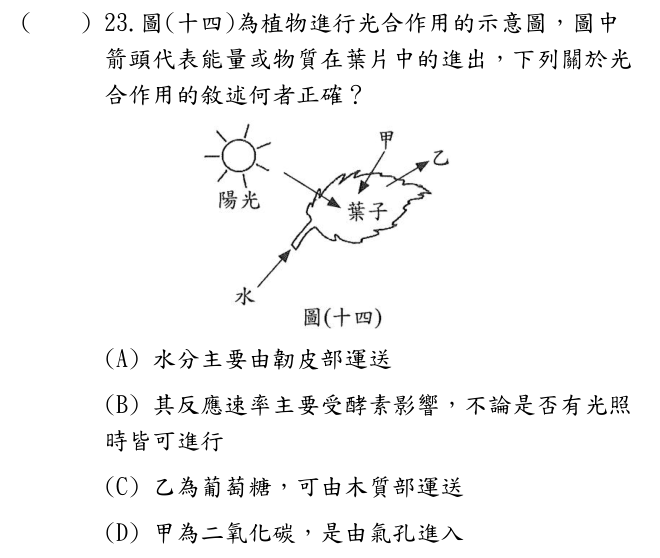 (　　) 23.圖(十四)為植物進行光合作用的示意圖，圖中
箭頭代表能量或物質在葉片中的進出，下列關於光
合作用的敘述何者正確？
甲
乙
陽光
葉子
水
圖(十四)
(A) 水分主要由韌皮部運送
(B) 其反應速率主要受酵素影響，不論是否有光照
時皆可進行
(C) 乙為葡萄糖，可由木質部運送
(D) 甲為二氧化碳，是由氣孔進入